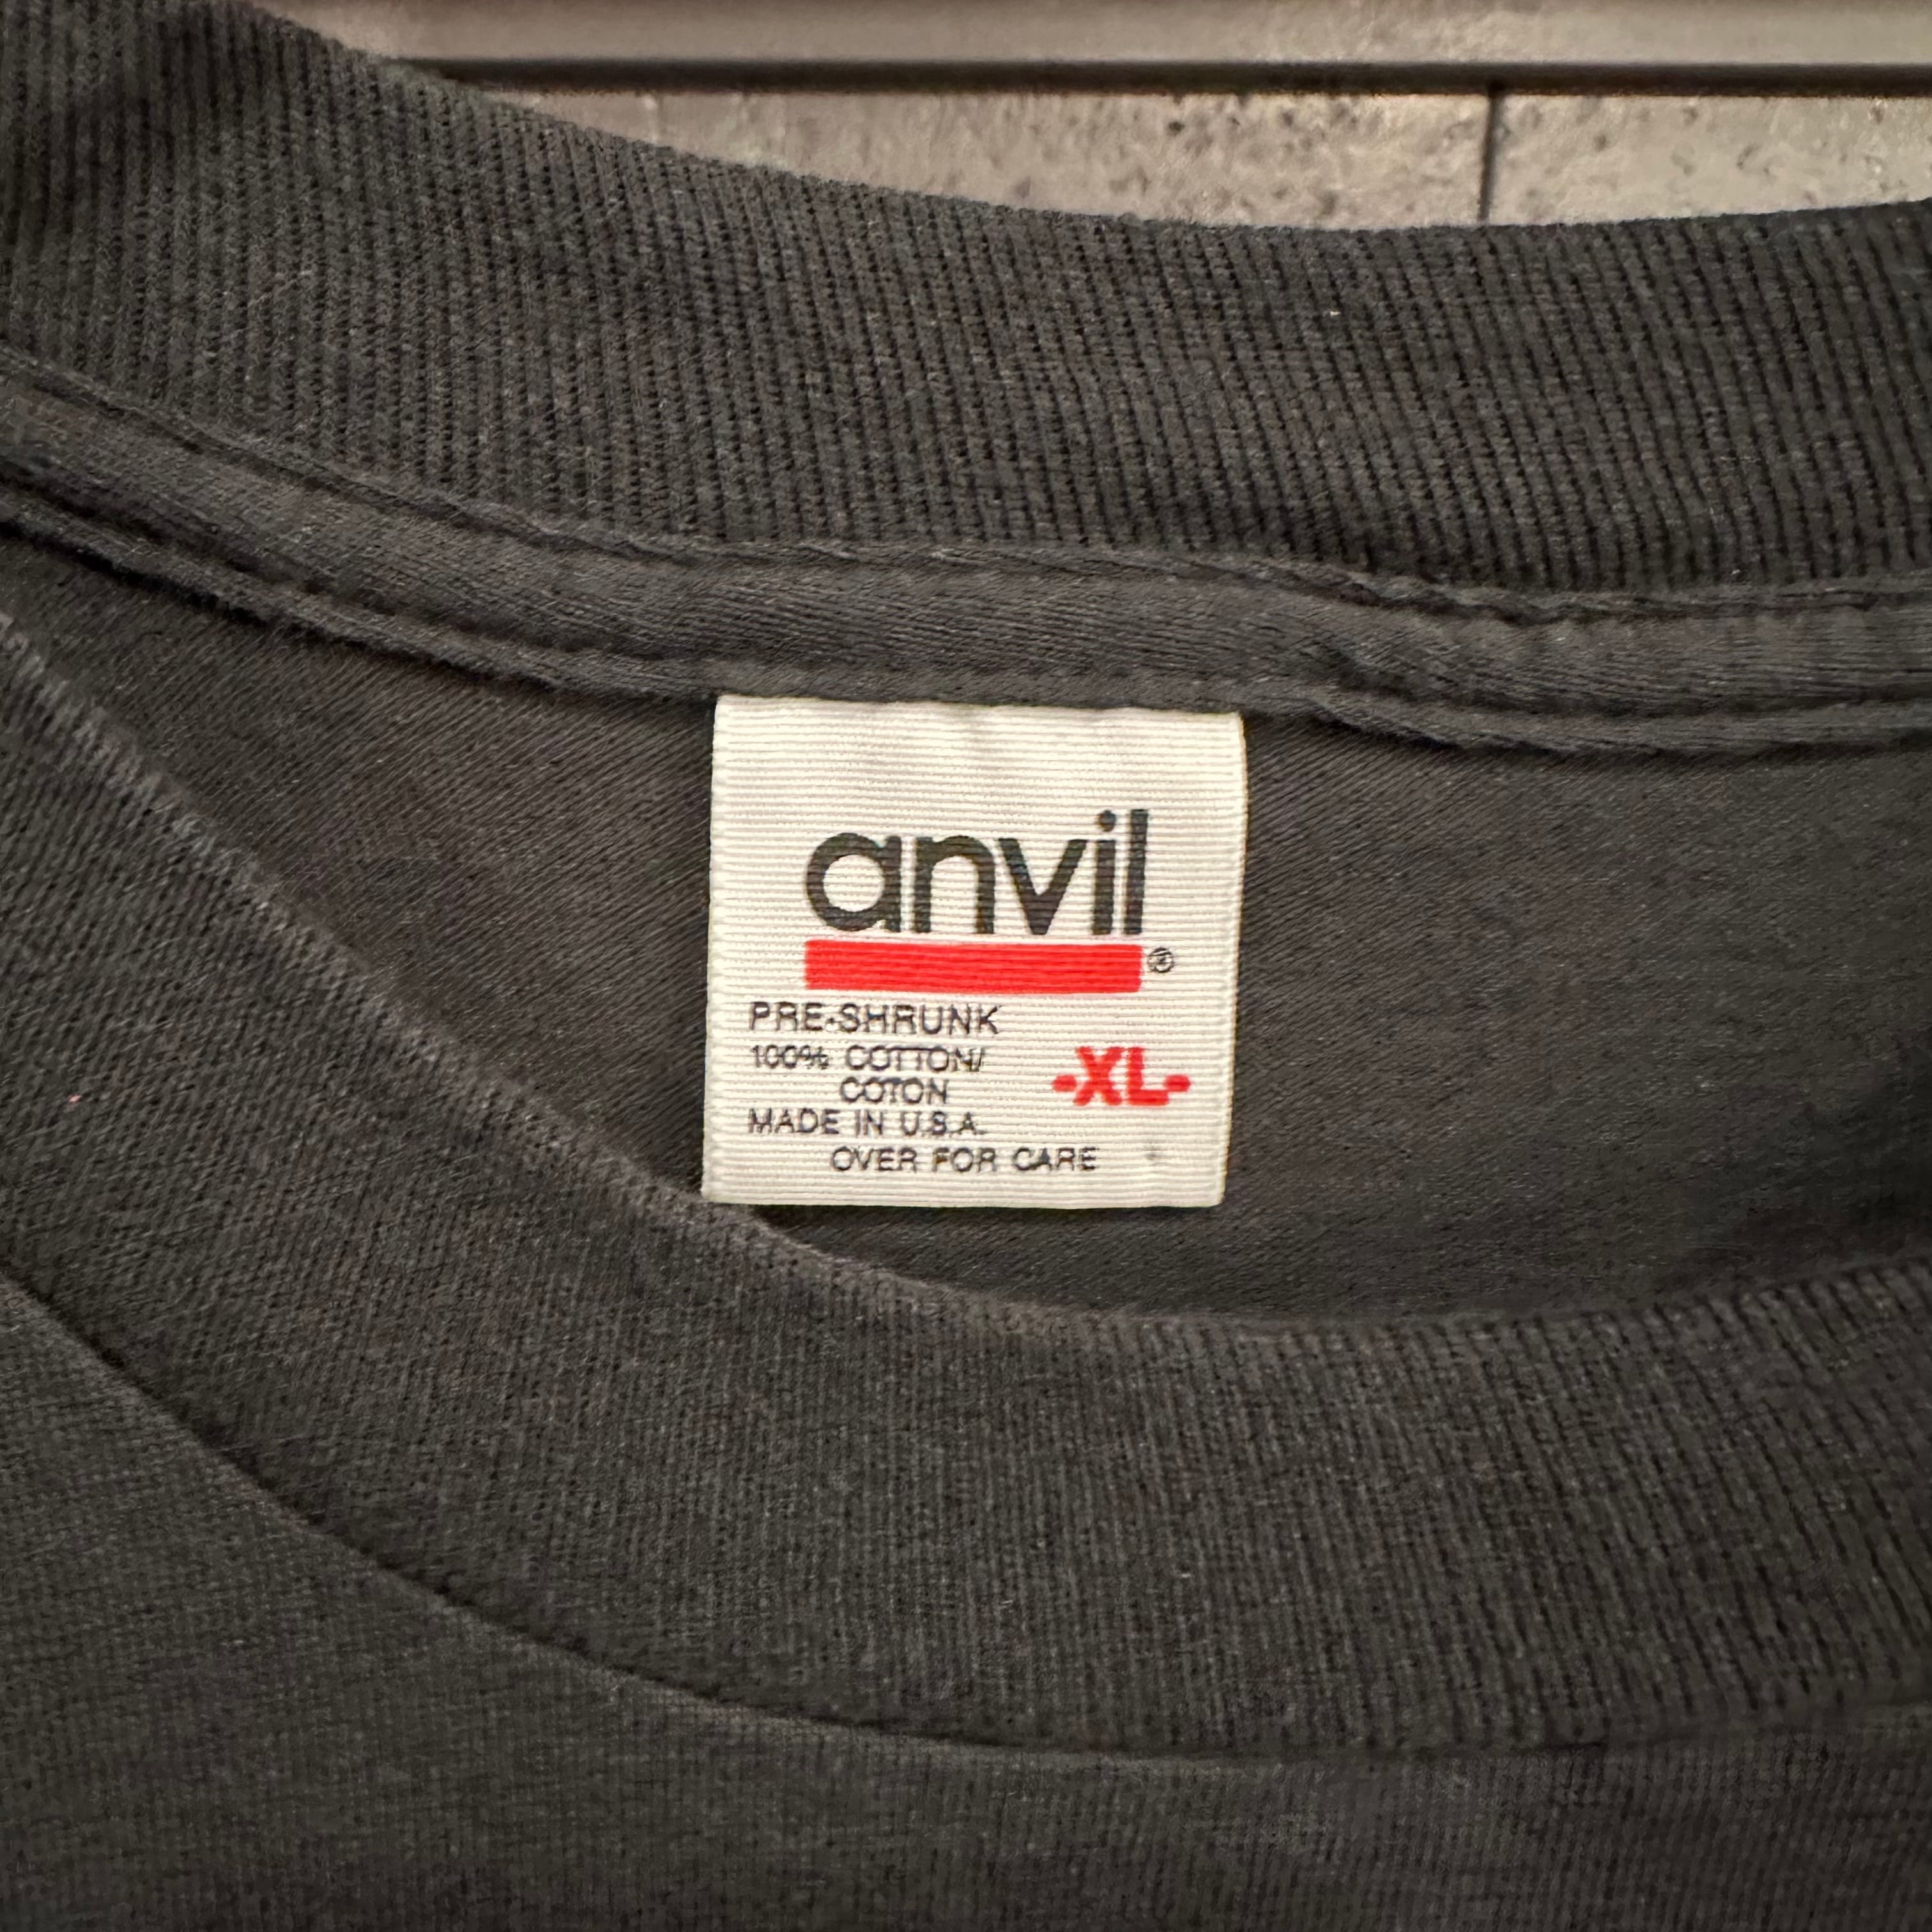 anvil®
PRE-SHRUNK
100% COTTON/
COTON
-XL-
MADE IN U.S.A.
OVER FOR CARE